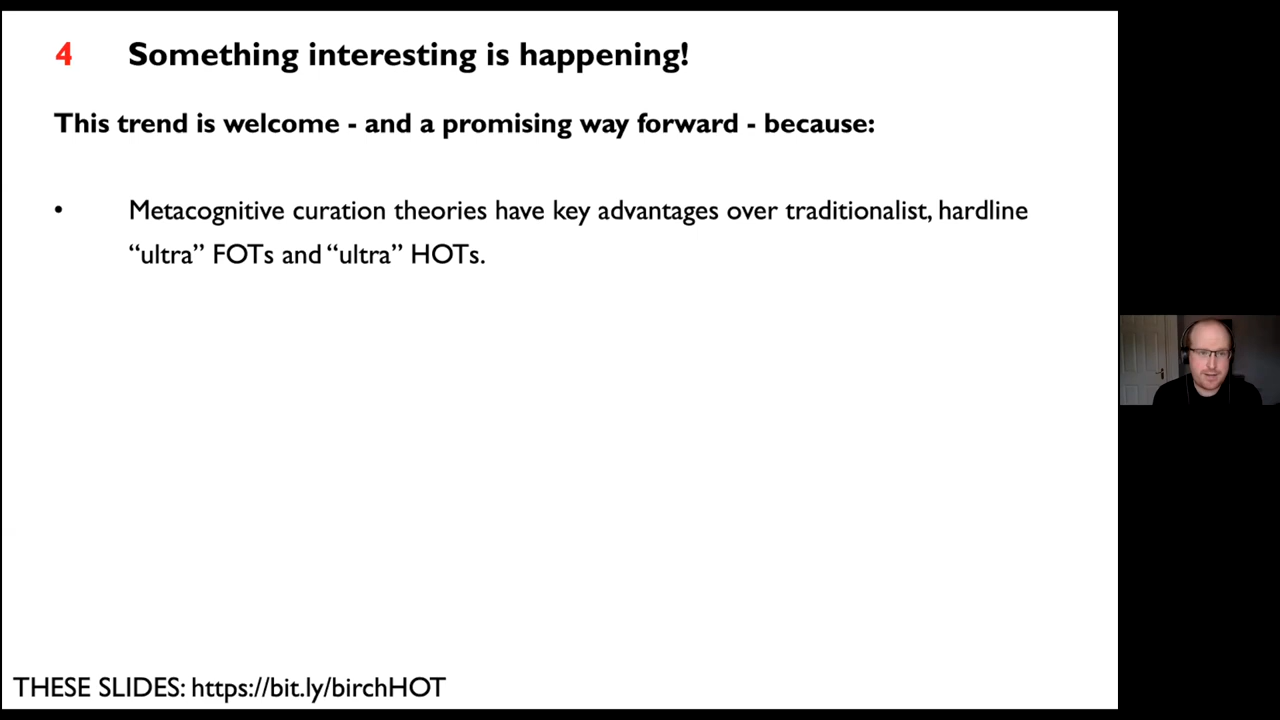 4 Something interesting is happening!
This trend is welcome - and a promising way forward - because:
• Metacognitive curation theories have key advantages over traditionalist, hardline
“ultra” FOTs and “ultra” HOTs.
THESE SLIDES: https://bit.ly/birchHOT